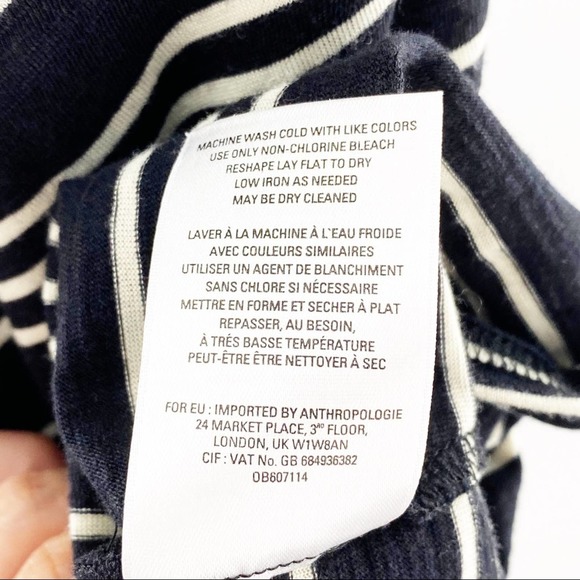 MACHINE WASH COLD WITH LIKE COLORS
USE ONLY NON-CHLORINE BLEACH
RESHAPE LAY FLAT TO DRY
LOW IRON AS NEEDED
MAY BE DRY CLEANED
LAVER À LA MACHINE À L`EAU FROIDE
AVEC COULEURS SIMILAIRES
UTILISER UN AGENT DE BLANCHIMENT
SANS CHLORE SI NÉCESSAIRE
METTRE EN FORME ET SECHER À PLAT
REPASSER, AU BESOIN,
À TRÉS BASSE TEMPÉRATURE
PEUT-ÊTRE ÊTRE NETTOYER À SEC
FOR EU : IMPORTED BY ANTHROPOLOGIE
24 MARKET PLACE, 3ᴿᴰ FLOOR,
LONDON, UK W1W8AN
CIF : VAT No. GB 684936382
OB607114